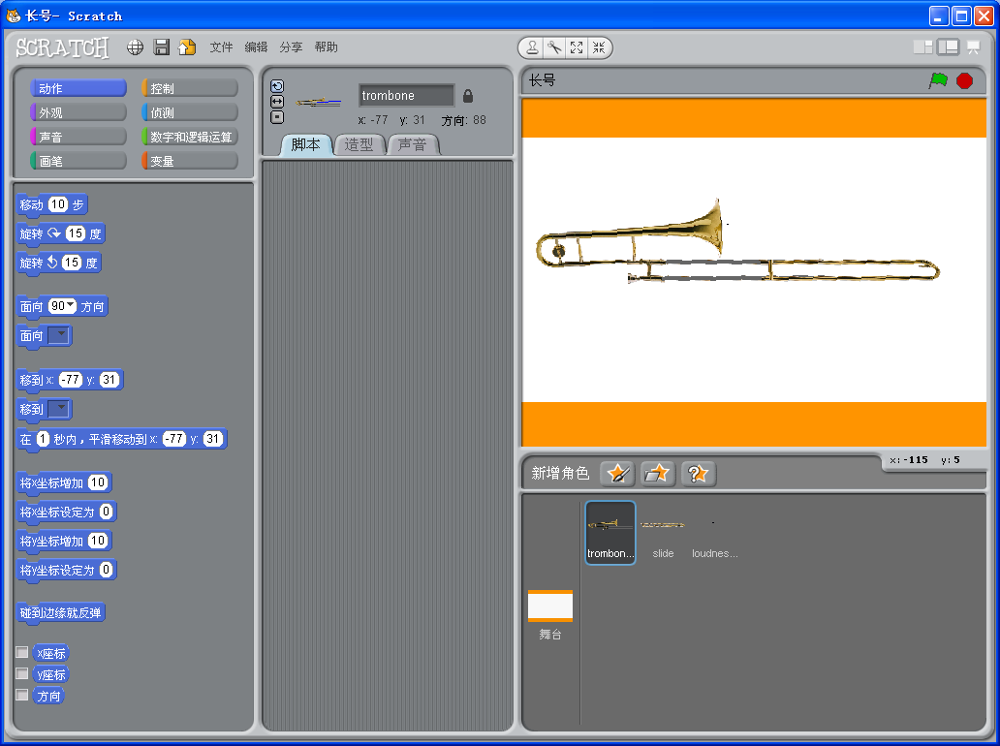 长号- Scratch
SCRATCH 文件 编辑 分享 帮助
动作 控制
外观 侦测
声音 数字和逻辑运算
画笔 变量
移动 10 步
旋转 15 度
旋转 15 度
面向 90 方向
面向
移到 x: -77 y: 31
移到
在 1 秒内，平滑移动到 x: -77 y: 31
将x坐标增加 10
将x坐标设定为 0
将y坐标增加 10
将y坐标设定为 0
碰到边缘就反弹
x座标
y座标
方向
trombone
x: -77 y: 31 方向: 88
脚本 造型 声音
长号
x: -115 y: 5
新增角色
trombon... slide loudnes...
舞台